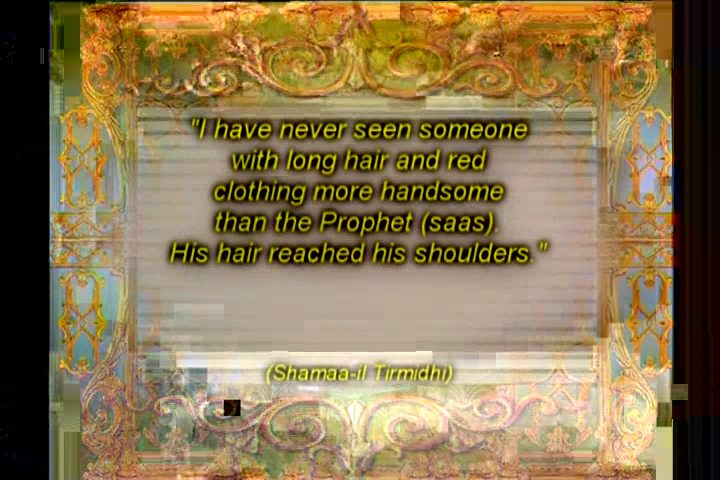 "I have never seen someone
with long hair and red
clothing more handsome
than the Prophet (saas).
His hair reached his shoulders."
(Shamaa-il Tirmidhi)